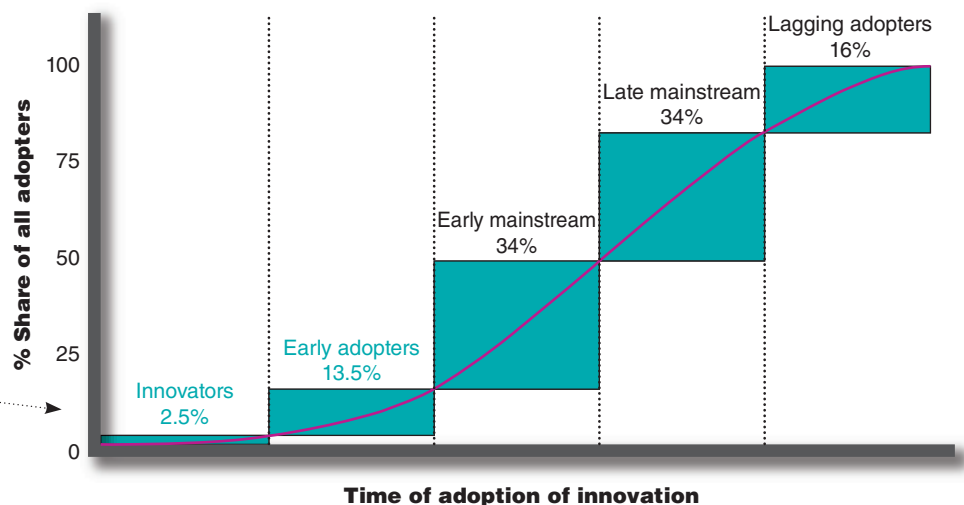 Lagging adopters
16%
100
Late mainstream
34%
75
Early mainstream
34%
50
Early adopters
13.5%
25
Innovators
2.5%
0
% Share of all adopters
Time of adoption of innovation